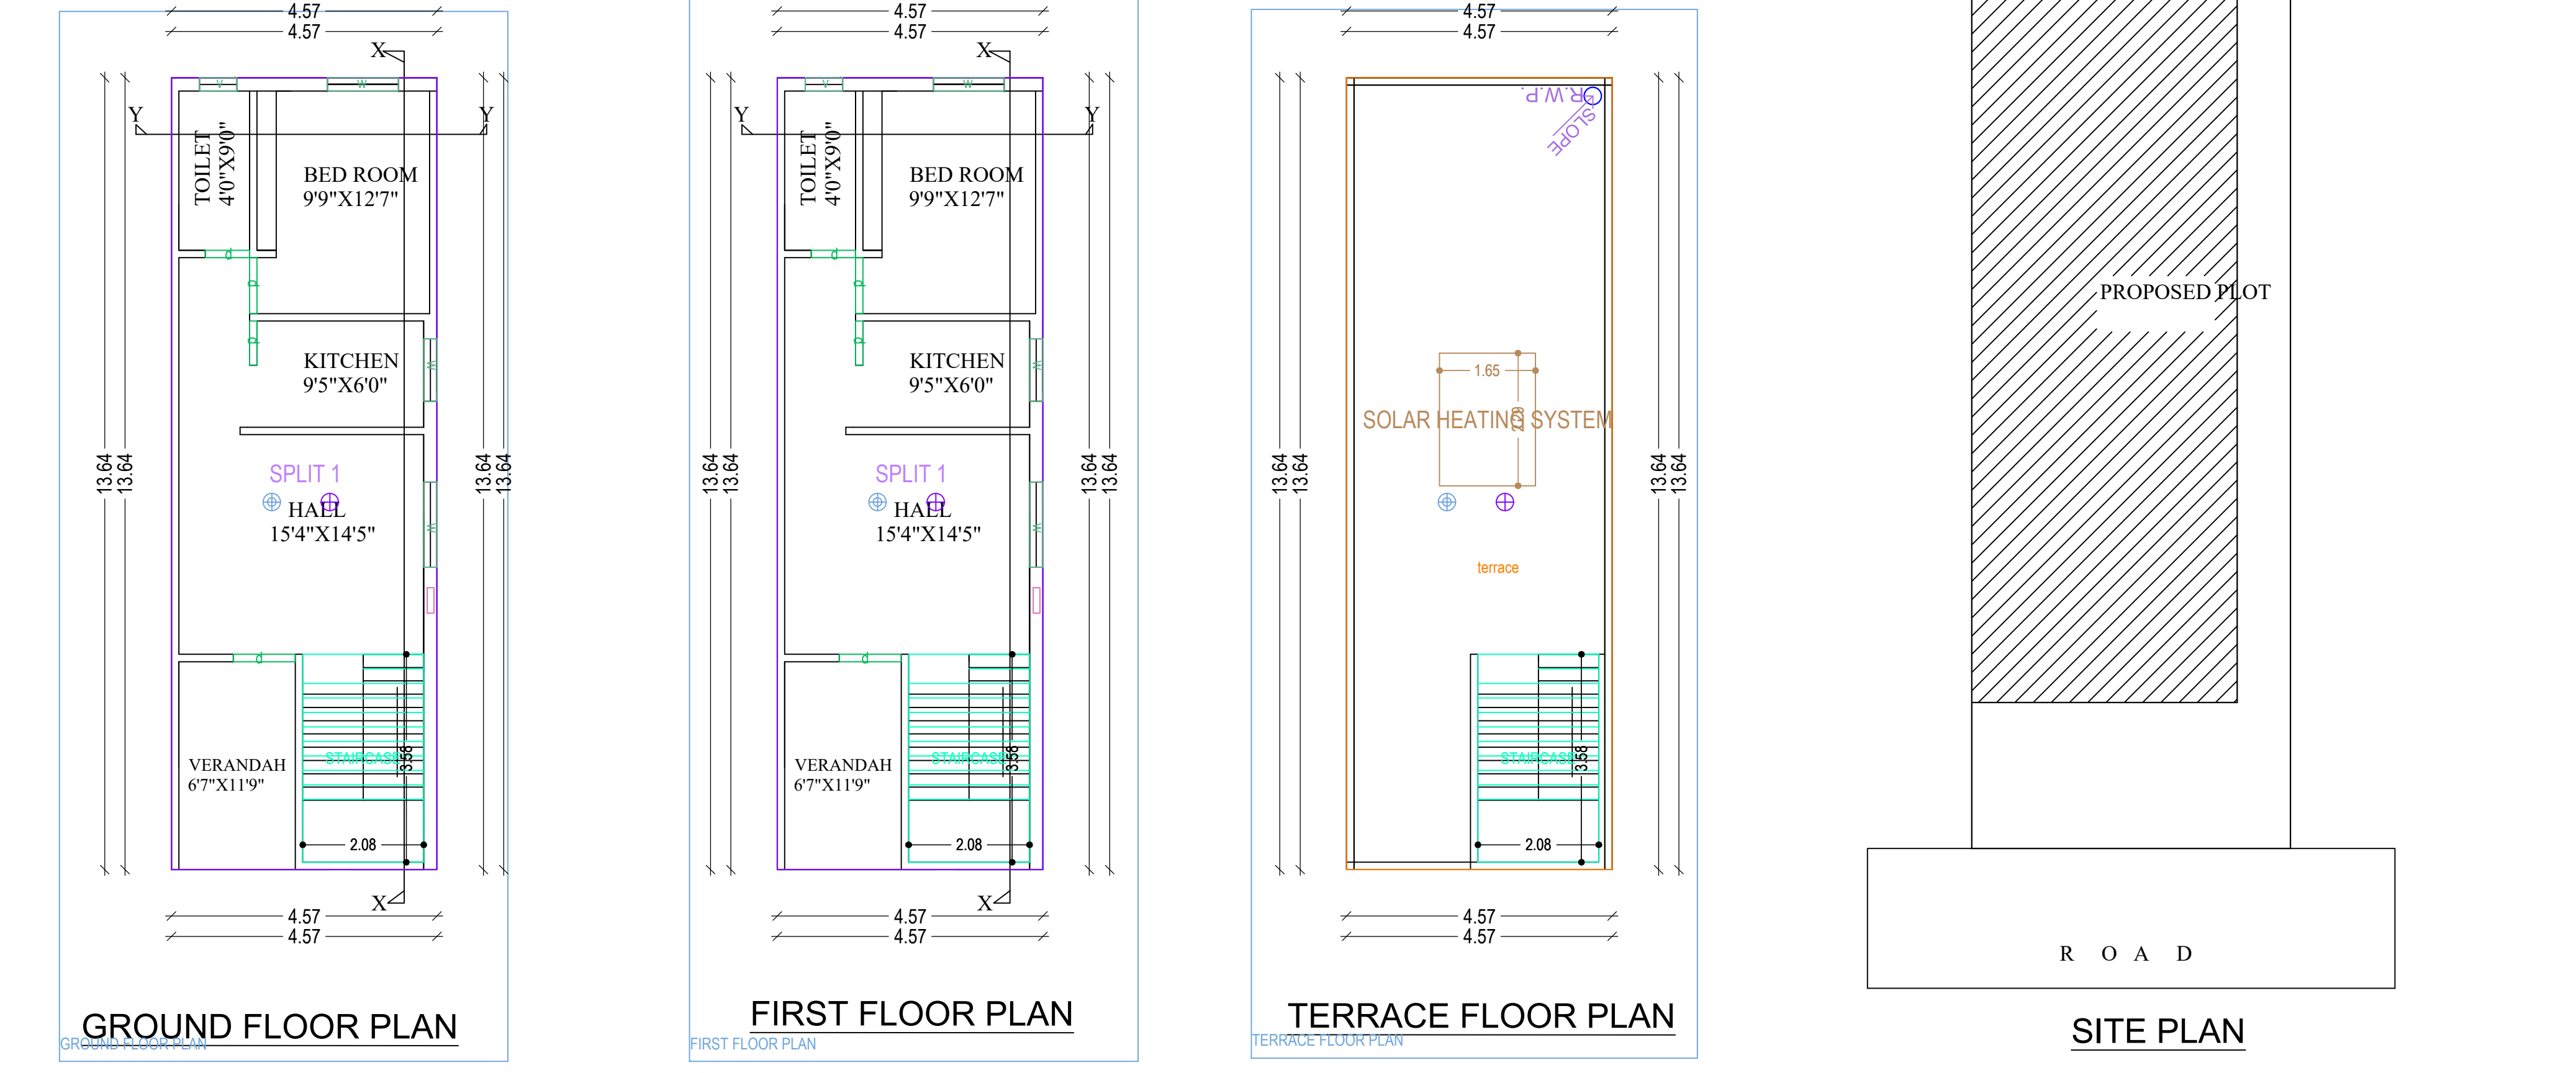 4.57
4.57
X
V
W
Y
Y
TOILET
4'0"X9'0"
BED ROOM
9'9"X12'7"
d
d
d
KITCHEN
9'5"X6'0"
W
13.64
13.64
13.64
13.64
SPLIT 1
HALL
15'4"X14'5"
W
d
VERANDAH
6'7"X11'9"
STAIRCASE
3.58
2.08
X
4.57
4.57
GROUND FLOOR PLAN
GROUND FLOOR PLAN
4.57
4.57
X
V
W
Y
Y
TOILET
4'0"X9'0"
BED ROOM
9'9"X12'7"
d
d
d
KITCHEN
9'5"X6'0"
W
13.64
13.64
13.64
13.64
SPLIT 1
HALL
15'4"X14'5"
W
d
VERANDAH
6'7"X11'9"
STAIRCASE
3.58
2.08
X
4.57
4.57
FIRST FLOOR PLAN
FIRST FLOOR PLAN
4.57
4.57
R.W.P.
SLOPE
1.65
SOLAR HEATING SYSTEM
13.64
13.64
13.64
13.64
terrace
STAIRCASE
3.58
2.08
4.57
4.57
TERRACE FLOOR PLAN
TERRACE FLOOR PLAN
PROPOSED PLOT
R O A D
SITE PLAN